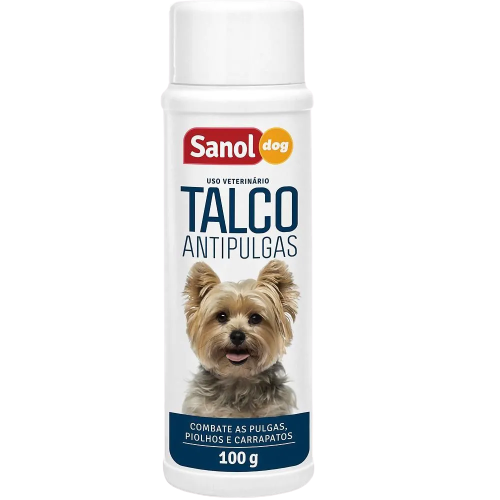 Sanol dog
USO VETERINÁRIO
TALCO
ANTIPULGAS
COMBATE AS PULGAS,
PIOLHOS E CARRAPATOS
100 g